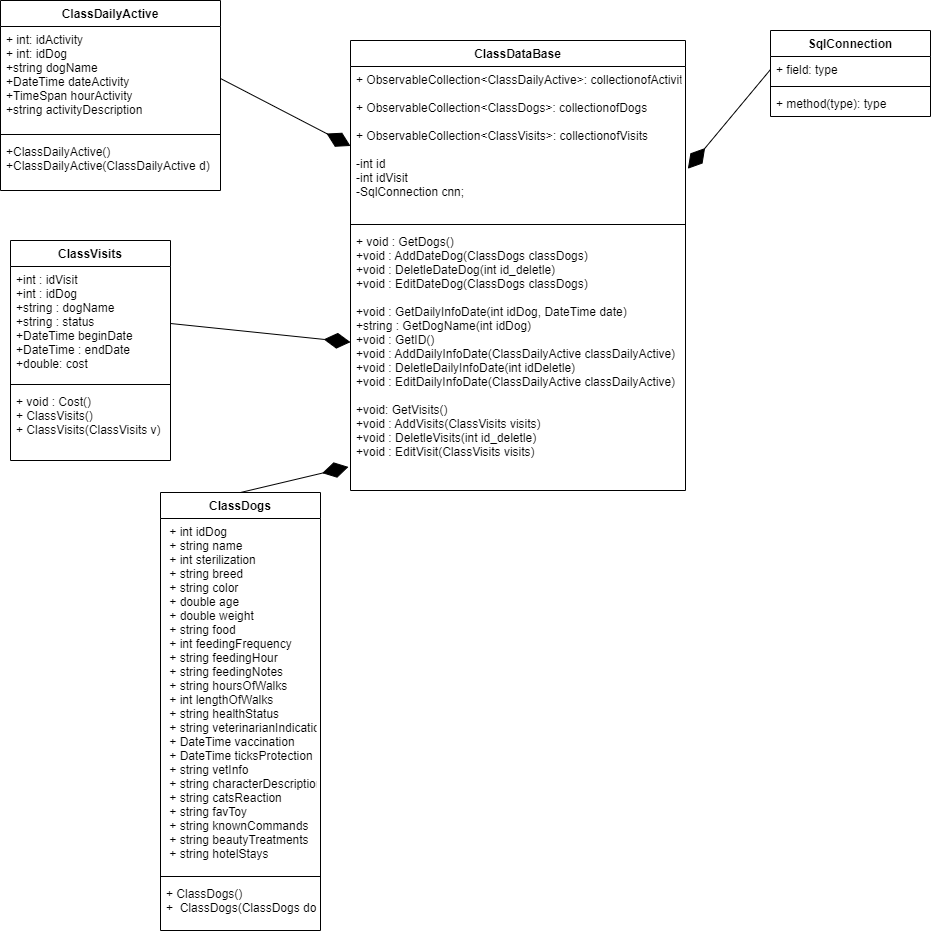 ClassDailyActive
+ int: idActivity
+ int: idDog
+string dogName
+DateTime dateActivity
+TimeSpan hourActivity
+string activityDescription
+ClassDailyActive()
+ClassDailyActive(ClassDailyActive d)
ClassDataBase
+ ObservableCollection<ClassDailyActive>: collectionofActivit
+ ObservableCollection<ClassDogs>: collectionofDogs
+ ObservableCollection<ClassVisits>: collectionofVisits
-int id
-int idVisit
-SqlConnection cnn;
+ void : GetDogs()
+void : AddDateDog(ClassDogs classDogs)
+void : DeletleDateDog(int id_deletle)
+void : EditDateDog(ClassDogs classDogs)
+void : GetDailyInfoDate(int idDog, DateTime date)
+string : GetDogName(int idDog)
+void : GetID()
+void : AddDailyInfoDate(ClassDailyActive classDailyActive)
+void : DeletleDailyInfoDate(int idDeletle)
+void : EditDailyInfoDate(ClassDailyActive classDailyActive)
+void: GetVisits()
+void : AddVisits(ClassVisits visits)
+void : DeletleVisits(int id_deletle)
+void : EditVisit(ClassVisits visits)
SqlConnection
+ field: type
+ method(type): type
ClassVisits
+int : idVisit
+int : idDog
+string : dogName
+string : status
+DateTime beginDate
+DateTime : endDate
+double: cost
+ void : Cost()
+ ClassVisits()
+ ClassVisits(ClassVisits v)
ClassDogs
+ int idDog
+ string name
+ int sterilization
+ string breed
+ string color
+ double age
+ double weight
+ string food
+ int feedingFrequency
+ string feedingHour
+ string feedingNotes
+ string hoursOfWalks
+ int lengthOfWalks
+ string healthStatus
+ string veterinarianIndicatio
+ DateTime vaccination
+ DateTime ticksProtection
+ string vetInfo
+ string characterDescriptio
+ string catsReaction
+ string favToy
+ string knownCommands
+ string beautyTreatments
+ string hotelStays
+ ClassDogs()
+ ClassDogs(ClassDogs do